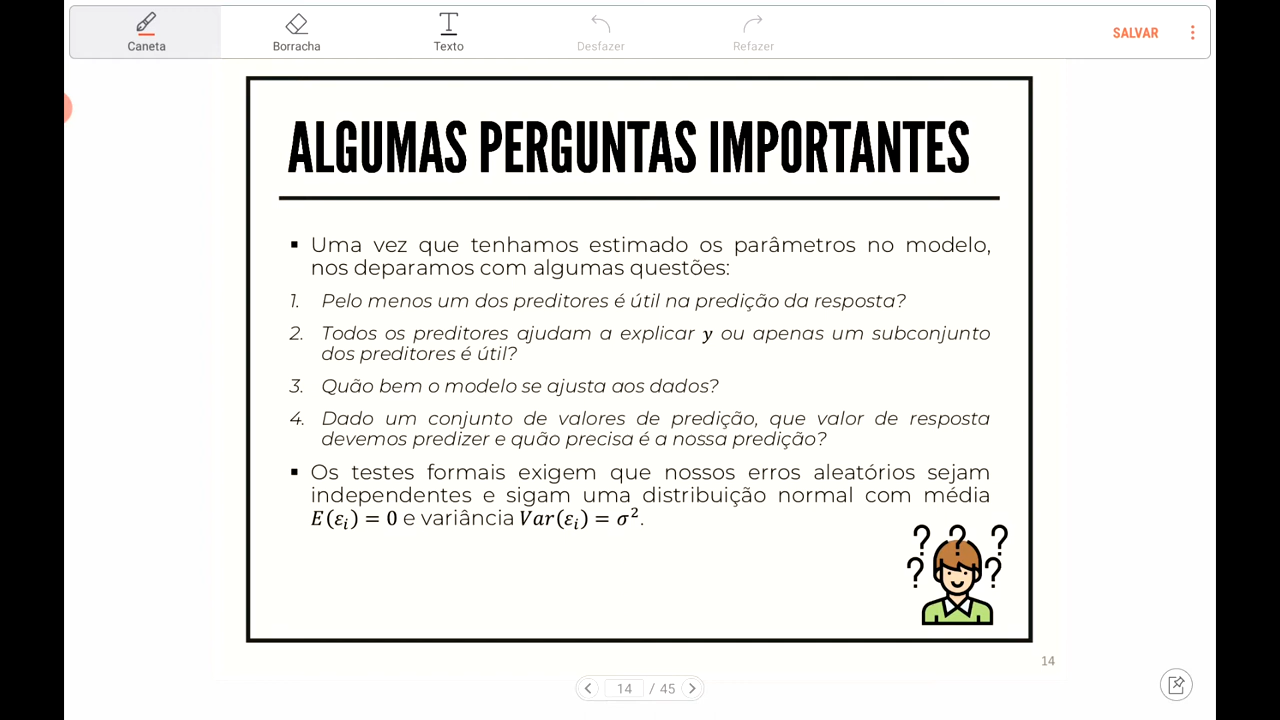 Caneta
Borracha
Texto
Desfazer
Refazer
SALVAR
ALGUMAS PERGUNTAS IMPORTANTES
▪ Uma vez que tenhamos estimado os parâmetros no modelo,
nos deparamos com algumas questões:
1. Pelo menos um dos preditores é útil na predição da resposta?
2. Todos os preditores ajudam a explicar y ou apenas um subconjunto
dos preditores é útil?
3. Quão bem o modelo se ajusta aos dados?
4. Dado um conjunto de valores de predição, que valor de resposta
devemos predizer e quão precisa é a nossa predição?
▪ Os testes formais exigem que nossos erros aleatórios sejam
independentes e sigam uma distribuição normal com média
E(εᵢ) = 0 e variância Var(εᵢ) = σ².
? ? ?
? ?
14
14 / 45